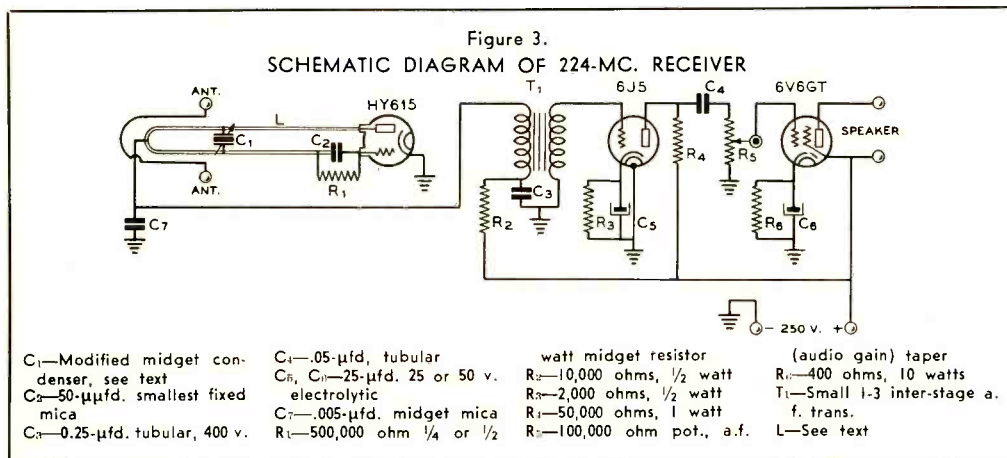 Figure 3.
SCHEMATIC DIAGRAM OF 224-MC. RECEIVER
ANT.
L
C₁
C₂
R₁
HY615
ANT.
C₇
T₁
C₃
R₂
6J5
R₃
C₅
R₄
C₄
R₅
6V6GT
SPEAKER
R₆
C₆
- 250 V. +
C₁—Modified midget con-
denser, see text
C₂—50-μμfd. smallest fixed
mica
C₃—0.25-μfd. tubular, 400 v.
C₄—.05-μfd, tubular
C₅, C₆—25-μfd. 25 or 50 v.
electrolytic
C₇—.005-μfd. midget mica
R₁—500,000 ohm ¼ or ½
watt midget resistor
R₂—10,000 ohms, ½ watt
R₃—2,000 ohms, ½ watt
R₄—50,000 ohms, 1 watt
R₅—100,000 ohm pot., a.f.
(audio gain) taper
R₆—400 ohms, 10 watts
T₁—Small 1-3 inter-stage a.
f. trans.
L—See text